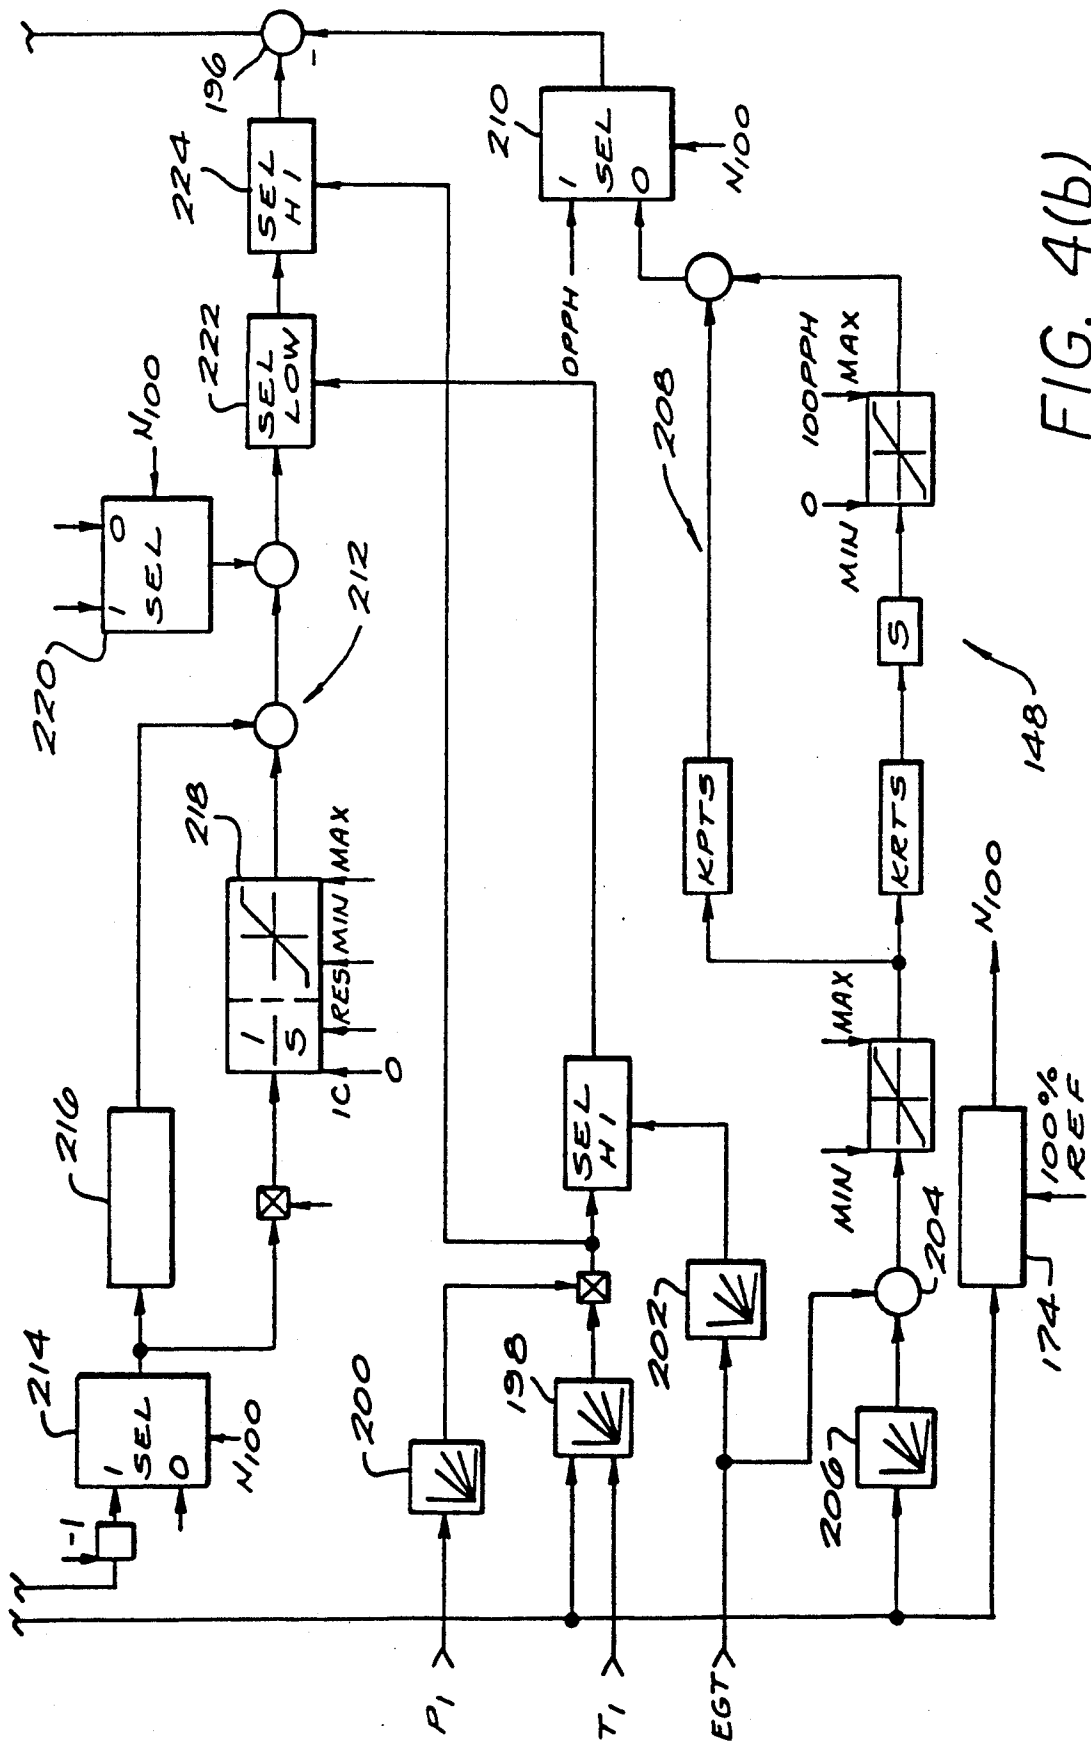 196
224
SEL
HI
-
222
SEL
LOW
N100
220
1
SEL
0
212
218
1
S
IC
0
RES
MIN
MAX
216
214
1
SEL
0
N100
-1
210
1
SEL
0
N100
OPPH
208
KPTS
KRTS
S
MIN
0
100PPH
MAX
148
SEL
HI
200
198
202
MIN
MAX
204
206
174
100%
REF
N100
P1
T1
EGT
FIG. 4(b)